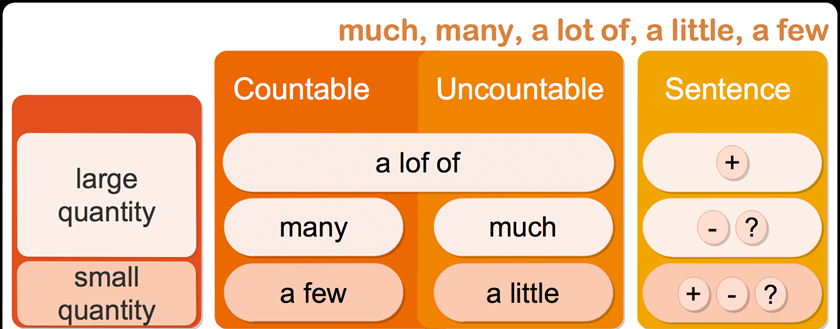 much, many, a lot of, a little, a few
Countable Uncountable Sentence
large
quantity
a lof of +
many much - ?
small
quantity
a few a little + - ?